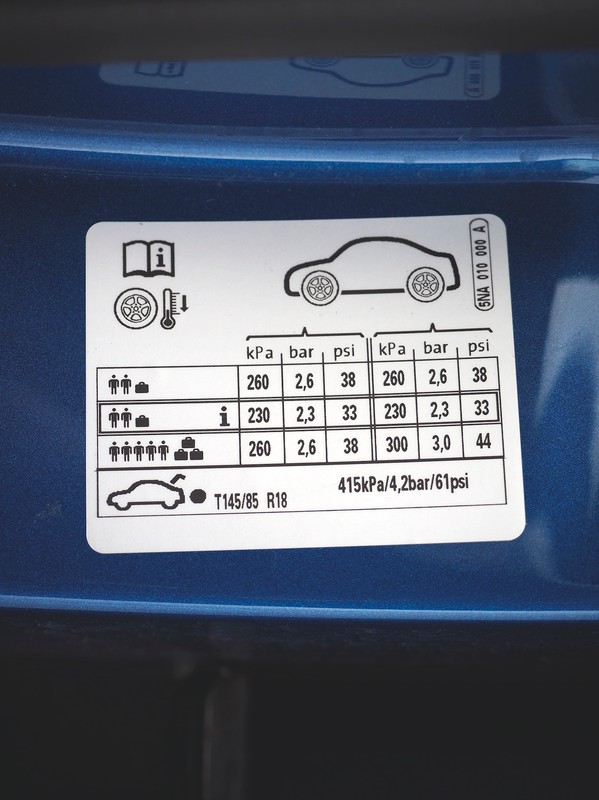 5NA 010 000 A
kPa bar psi kPa bar psi
260 2,6 38 260 2,6 38
i 230 2,3 33 230 2,3 33
260 2,6 38 300 3,0 44
T145/85 R18 415kPa/4,2bar/61psi